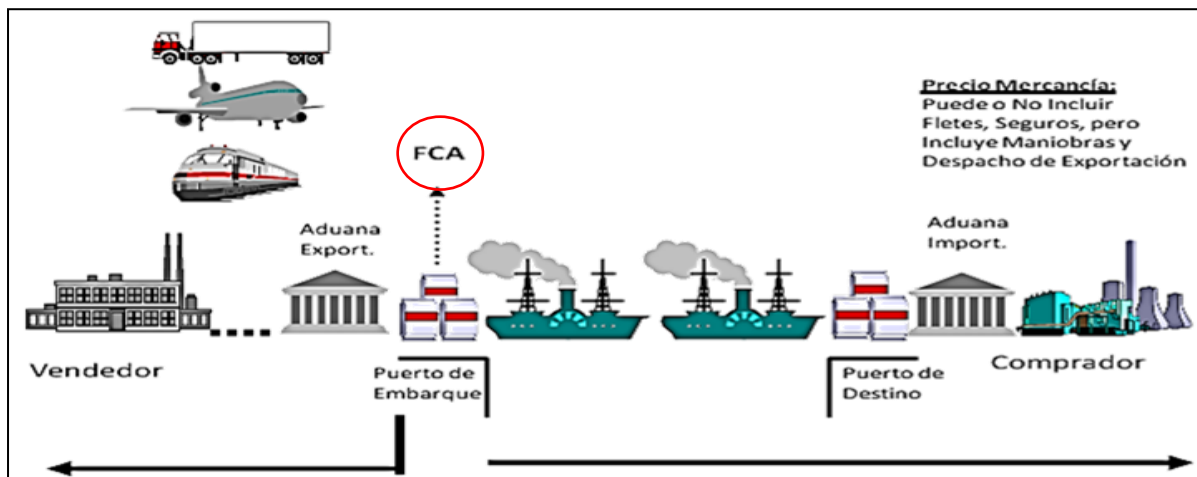 Precio Mercancía:
Puede o No Incluir
Fletes, Seguros, pero
Incluye Maniobras y
Despacho de Exportación
FCA
Aduana
Export.
Aduana
Import.
Vendedor
Puerto de
Embarque
Puerto de
Destino
Comprador